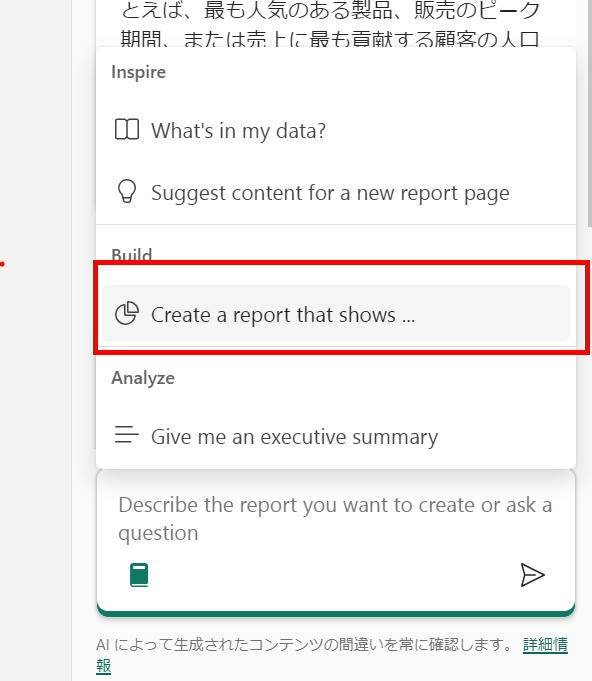 とえば、最も人気のある製品、販売のピーク
期間、または売上に最も貢献する顧客の人口
Inspire
What's in my data?
Suggest content for a new report page
Build
Create a report that shows ...
Analyze
Give me an executive summary
Describe the report you want to create or ask a
question
AI によって生成されたコンテンツの間違いを常に確認します。 詳細情
報